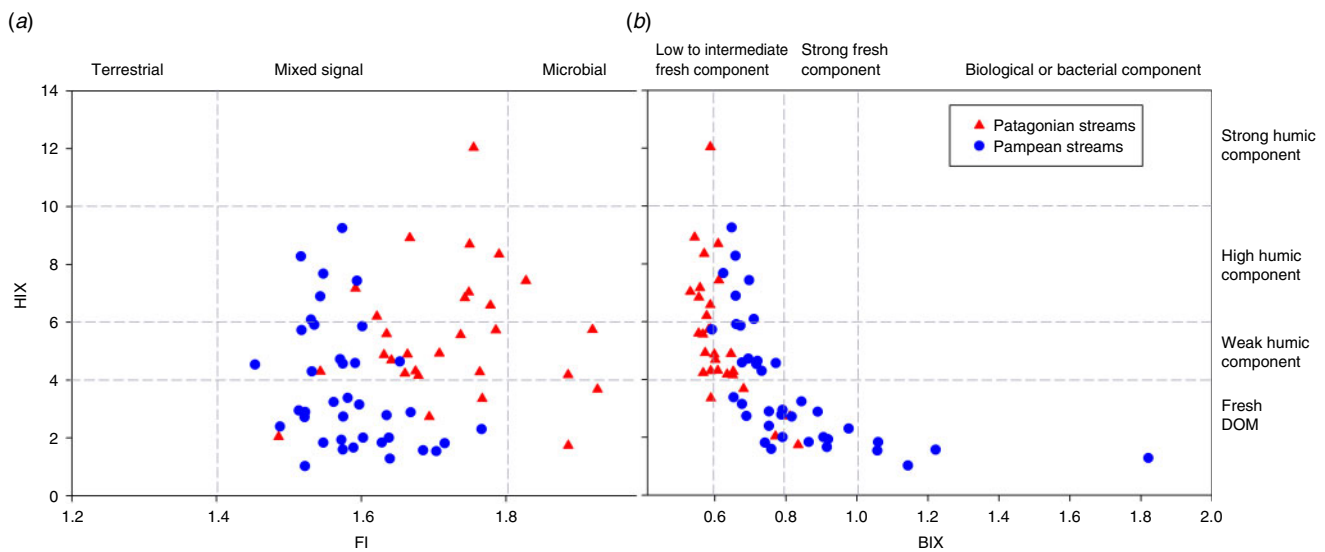 (a)
(b)
Terrestrial
Mixed signal
Microbial
Low to intermediate
fresh component
Strong fresh
component
Biological or bacterial component
14
12
10
8
6
4
2
0
HIX
1.2
1.4
1.6
1.8
FI
Patagonian streams
Pampean streams
Strong humic
component
High humic
component
Weak humic
component
Fresh
DOM
0.6
0.8
1.0
1.2
1.4
1.6
1.8
2.0
BIX